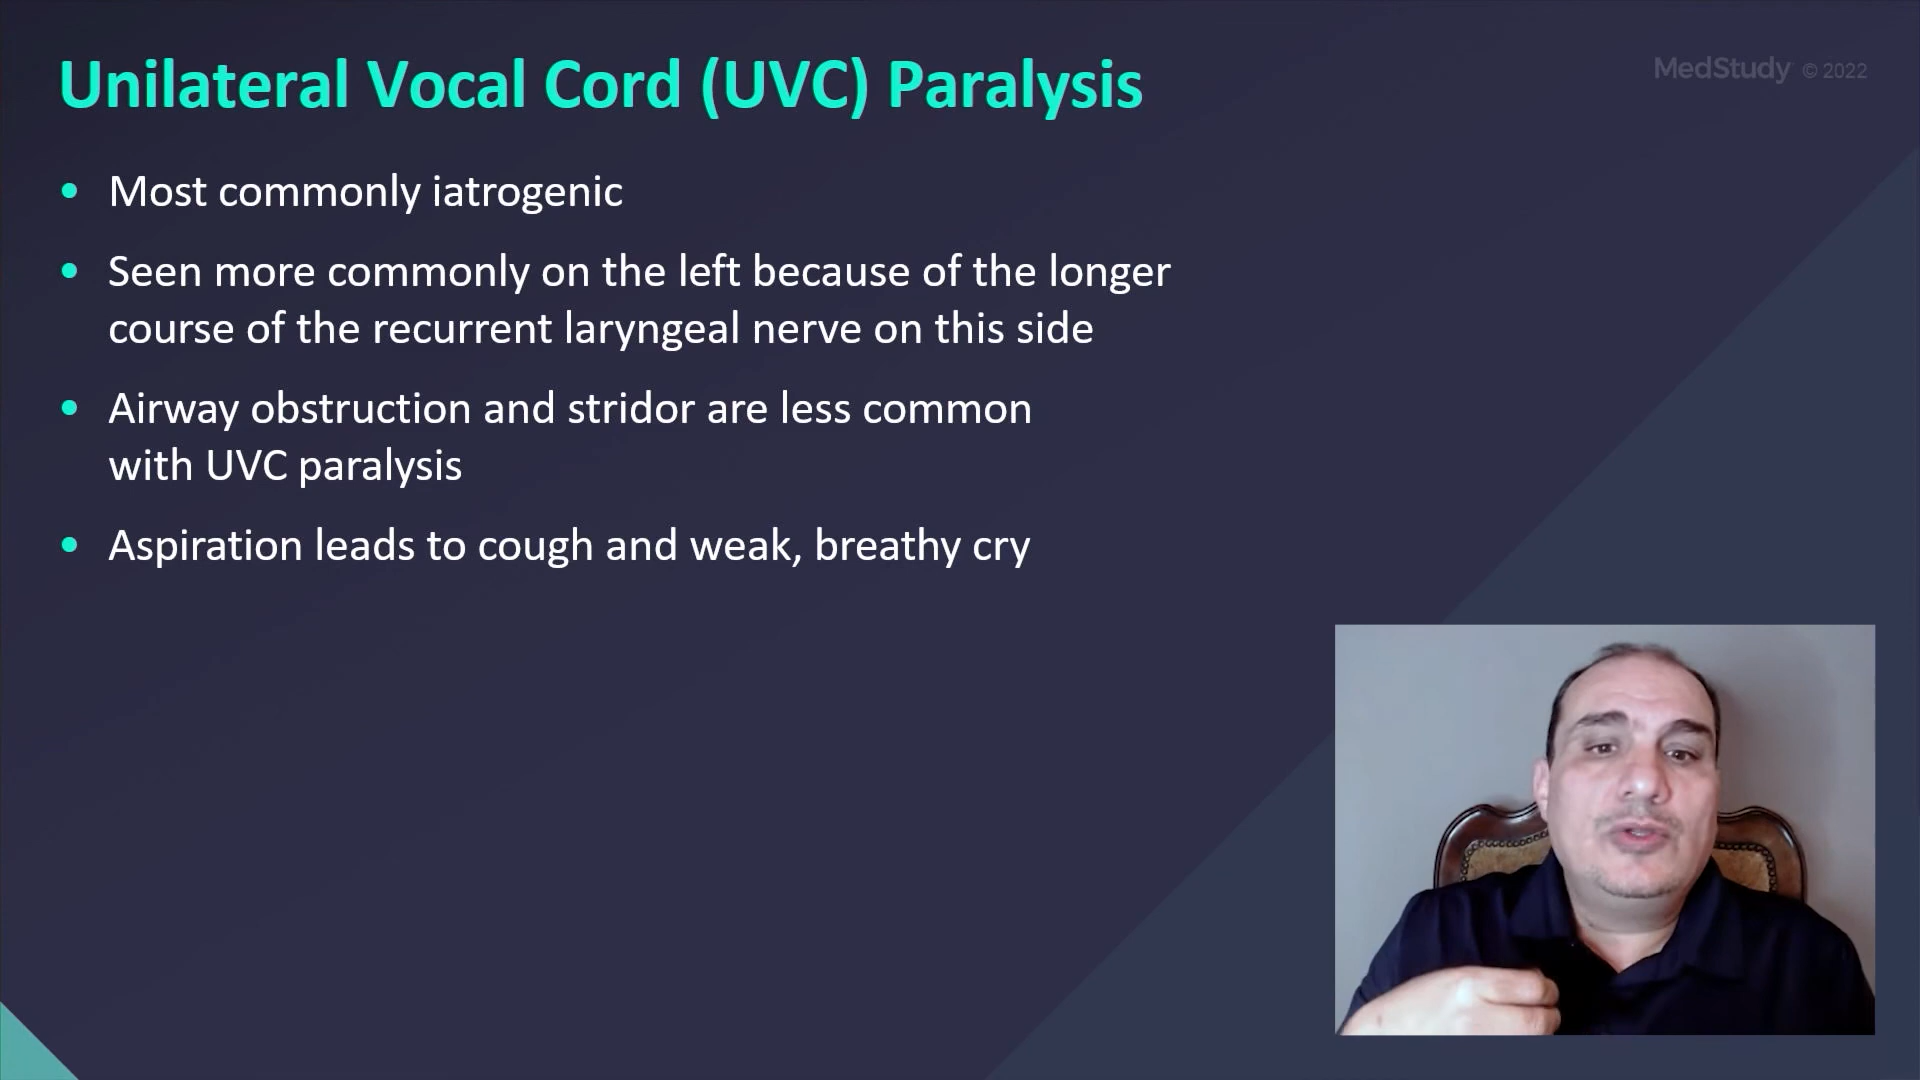 Unilateral Vocal Cord (UVC) Paralysis
MedStudy © 2022
• Most commonly iatrogenic
• Seen more commonly on the left because of the longer
course of the recurrent laryngeal nerve on this side
• Airway obstruction and stridor are less common
with UVC paralysis
• Aspiration leads to cough and weak, breathy cry